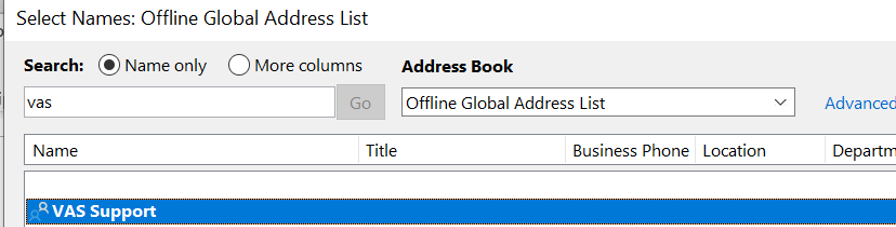 Select Names: Offline Global Address List
Search: Name only More columns Address Book
vas Go Offline Global Address List Advanced
Name Title Business Phone Location Departm
VAS Support